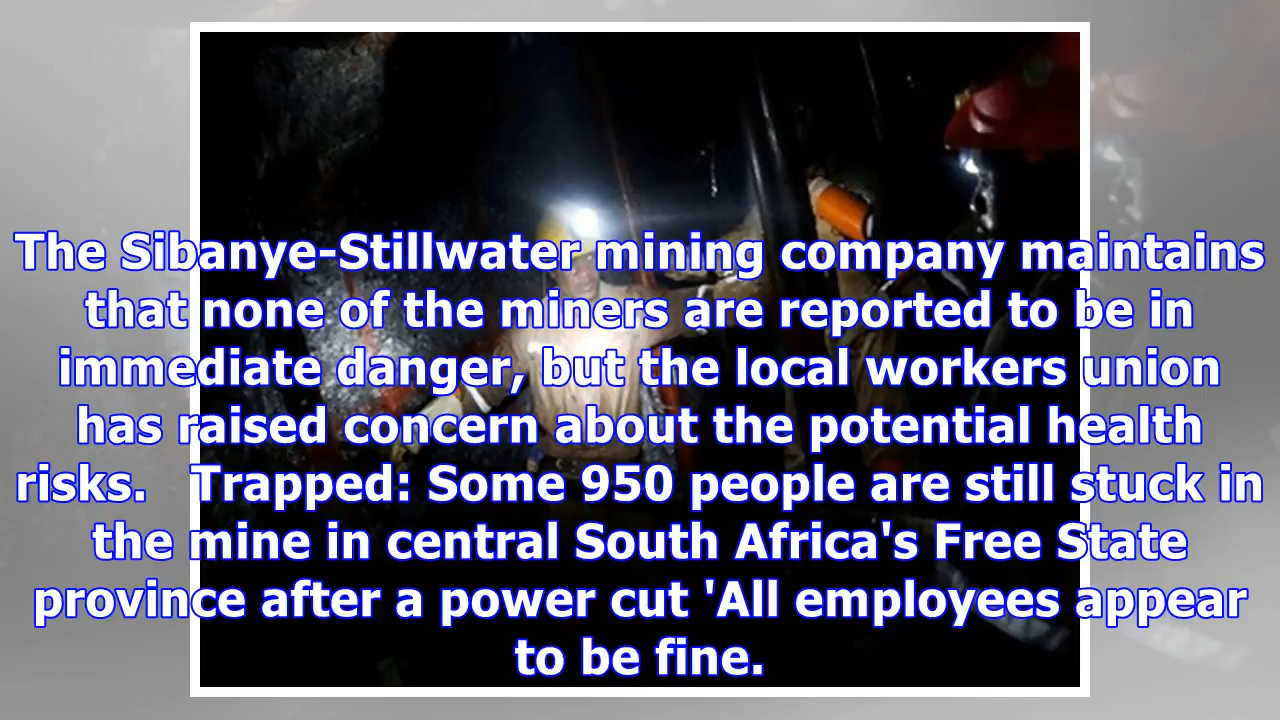 The Sibanye-Stillwater mining company maintains
that none of the miners are reported to be in
immediate danger, but the local workers union
has raised concern about the potential health
risks.   Trapped: Some 950 people are still stuck in
the mine in central South Africa's Free State
province after a power cut 'All employees appear
to be fine.